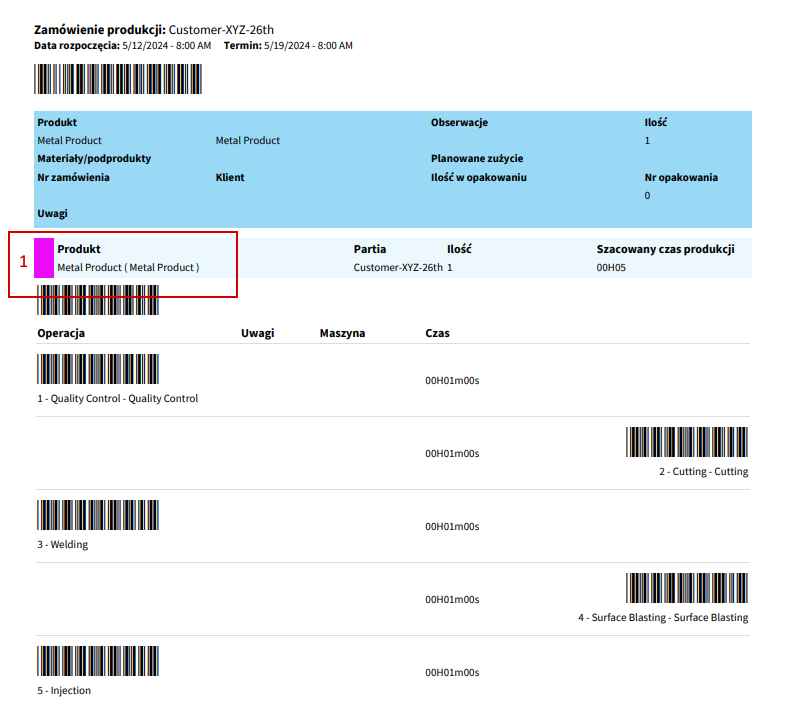 Zamówienie produkcji: Customer-XYZ-26th
Data rozpoczęcia: 5/12/2024 - 8:00 AM Termin: 5/19/2024 - 8:00 AM
Produkt Obserwacje Ilość
Metal Product Metal Product 1
Materiały/podprodukty Planowane zużycie
Nr zamówienia Klient Ilość w opakowaniu Nr opakowania
0
Uwagi
1
Produkt Partia Ilość Szacowany czas produkcji
Metal Product ( Metal Product ) Customer-XYZ-26th 1 00H05
Operacja Uwagi Maszyna Czas
00H01m00s
1 - Quality Control - Quality Control
00H01m00s
2 - Cutting - Cutting
00H01m00s
3 - Welding
00H01m00s
4 - Surface Blasting - Surface Blasting
00H01m00s
5 - Injection